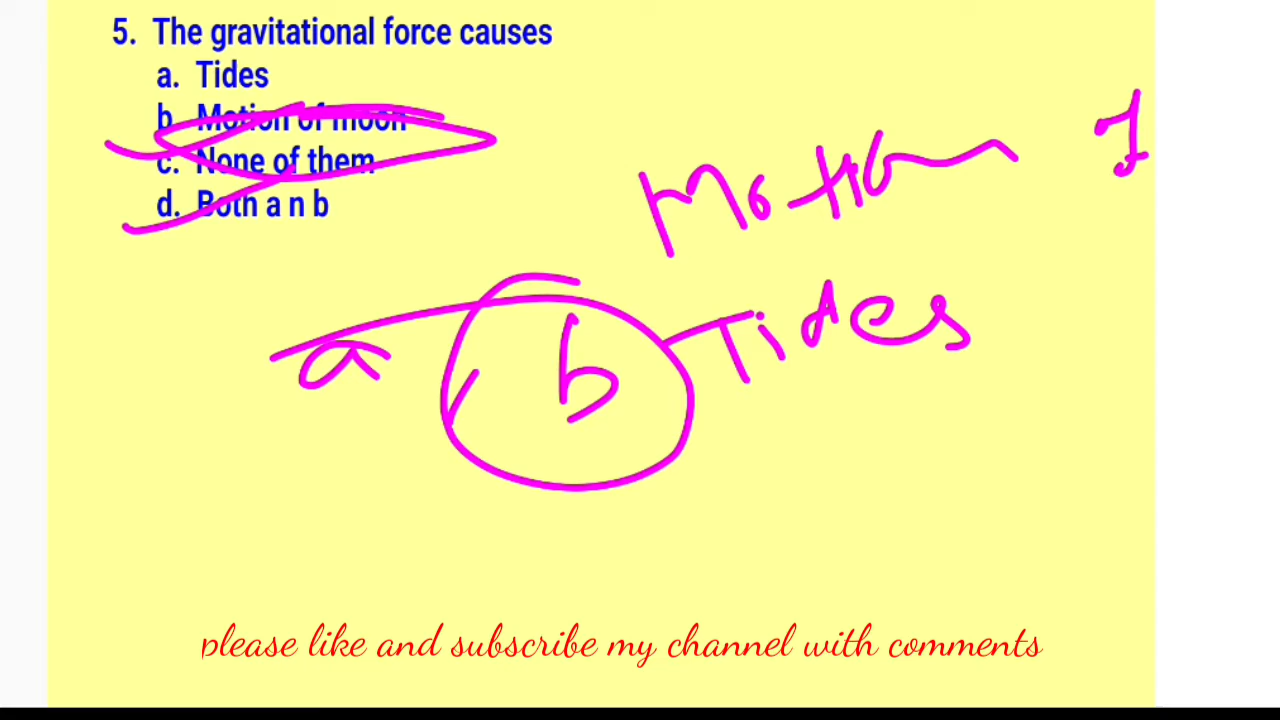 5. The gravitational force causes
a. Tides
b. Motion of moon
c. None of them
d. Both a n b
Motion
Tides
a b
please like and subscribe my channel with comments